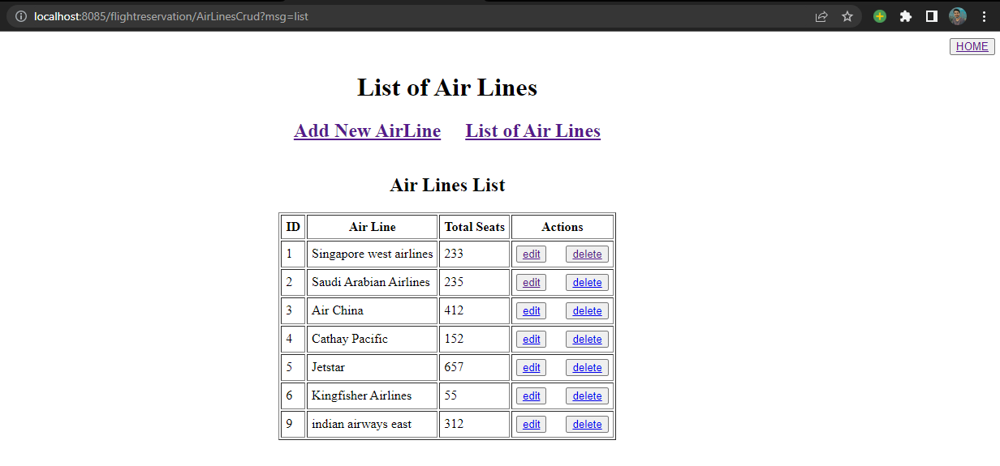 localhost:8085/flightreservation/AirLinesCrud?msg=list
HOME
List of Air Lines
Add New AirLine List of Air Lines
Air Lines List
ID Air Line Total Seats Actions
1 Singapore west airlines 233 edit delete
2 Saudi Arabian Airlines 235 edit delete
3 Air China 412 edit delete
4 Cathay Pacific 152 edit delete
5 Jetstar 657 edit delete
6 Kingfisher Airlines 55 edit delete
9 indian airways east 312 edit delete